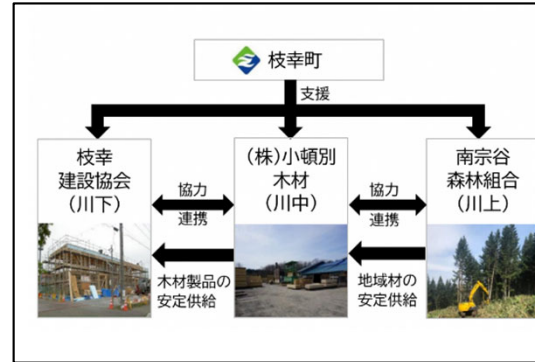 枝幸町
支援
枝幸
建設協会
(川下)
協力
連携
木材製品の
安定供給
(株)小頓別
木材
(川中)
協力
連携
地域材の
安定供給
南宗谷
森林組合
(川上)